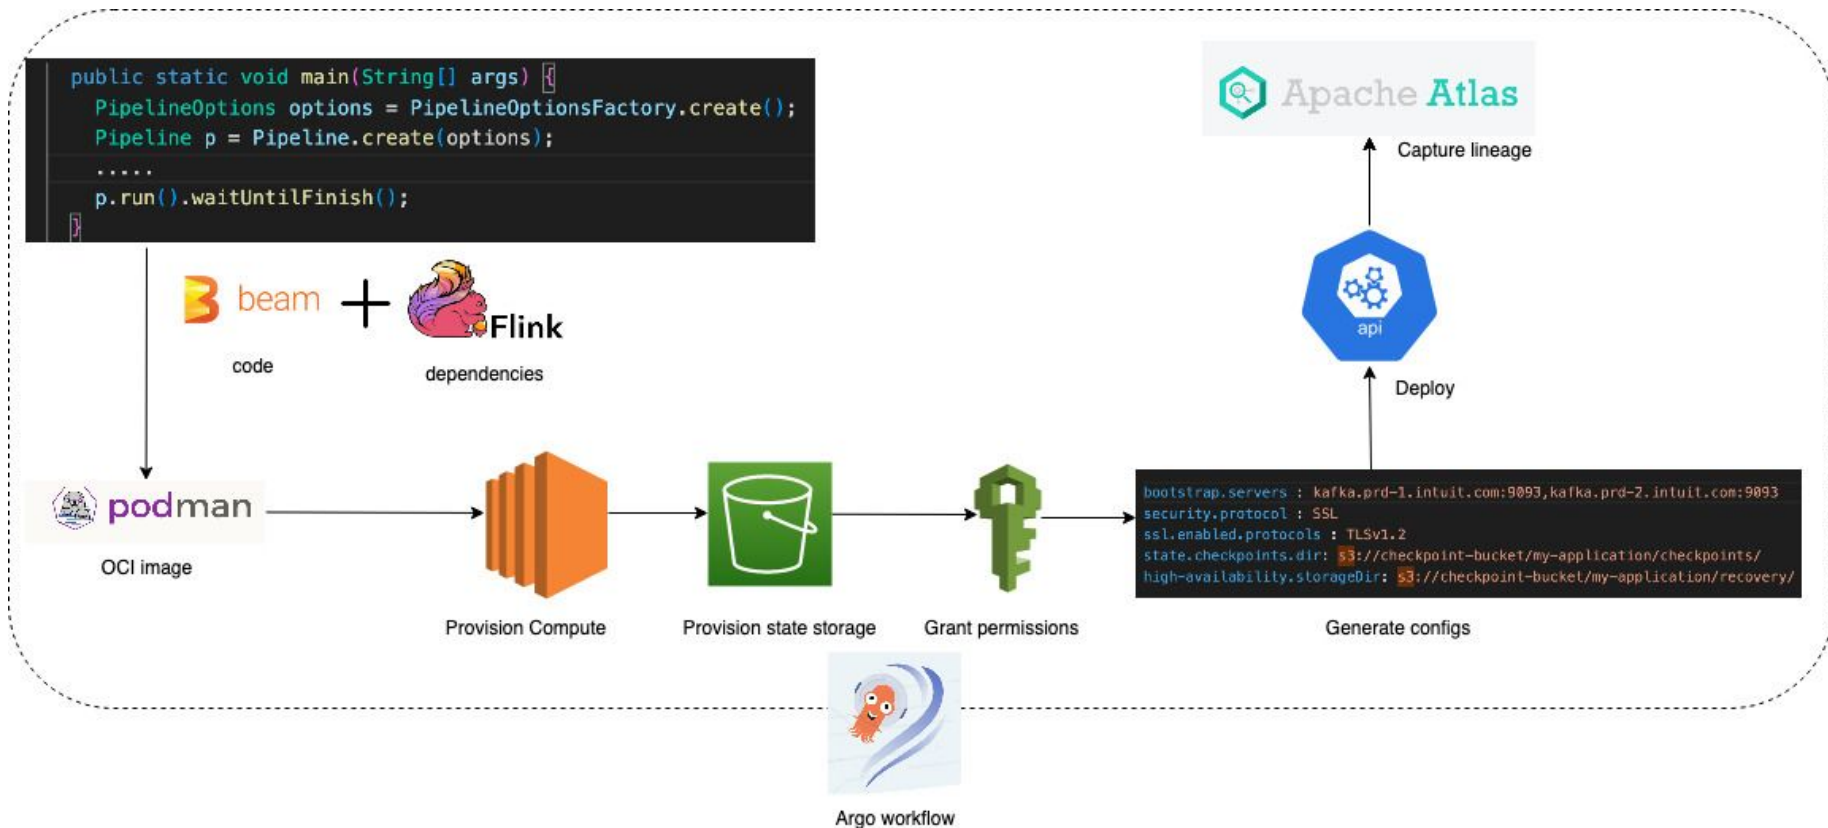 public static void main(String[] args) {
PipelineOptions options = PipelineOptionsFactory.create();
Pipeline p = Pipeline.create(options);
.....
p.run().waitUntilFinish();
}
Apache Atlas
Capture lineage
beam
Flink
code
dependencies
api
Deploy
podman
OCI image
bootstrap.servers : kafka.prd-1.intuit.com:9093,kafka.prd-2.intuit.com:9093
security.protocol : SSL
ssl.enabled.protocols : TLSv1.2
state.checkpoints.dir: s3://checkpoint-bucket/my-application/checkpoints/
high-availability.storageDir: s3://checkpoint-bucket/my-application/recovery/
Provision Compute
Provision state storage
Grant permissions
Generate configs
Argo workflow